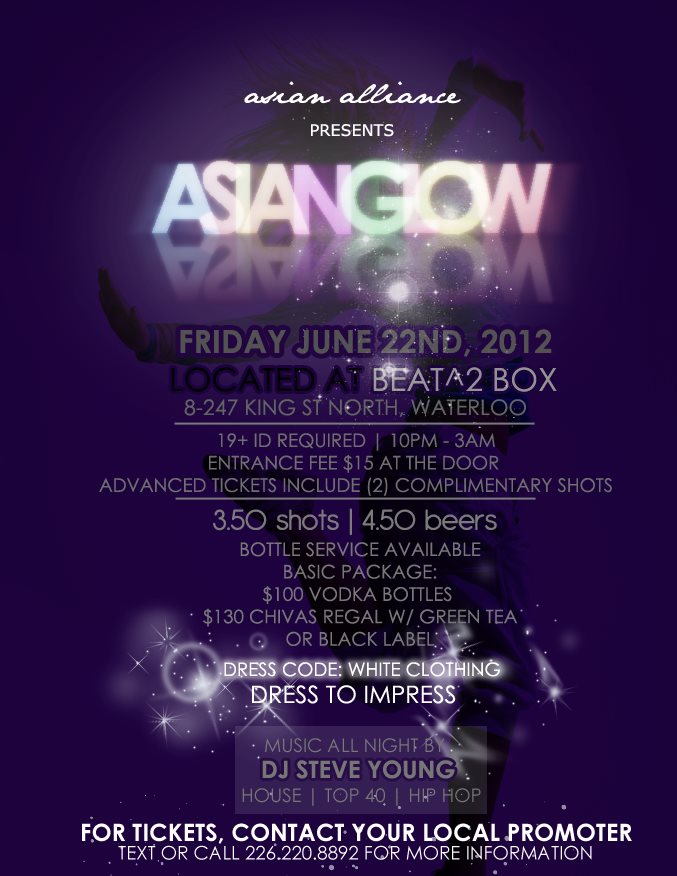 asian alliance
PRESENTS
ASIANGLOW
FRIDAY JUNE 22ND, 2012
LOCATED AT BEAT^2 BOX
8-247 KING ST NORTH, WATERLOO
19+ ID REQUIRED | 10PM - 3AM
ENTRANCE FEE $15 AT THE DOOR
ADVANCED TICKETS INCLUDE (2) COMPLIMENTARY SHOTS
3.50 shots | 4.50 beers
BOTTLE SERVICE AVAILABLE
BASIC PACKAGE:
$100 VODKA BOTTLES
$130 CHIVAS REGAL W/ GREEN TEA
OR BLACK LABEL
DRESS CODE: WHITE CLOTHING
DRESS TO IMPRESS
MUSIC ALL NIGHT BY
DJ STEVE YOUNG
HOUSE | TOP 40 | HIP HOP
FOR TICKETS, CONTACT YOUR LOCAL PROMOTER
TEXT OR CALL 226.220.8892 FOR MORE INFORMATION